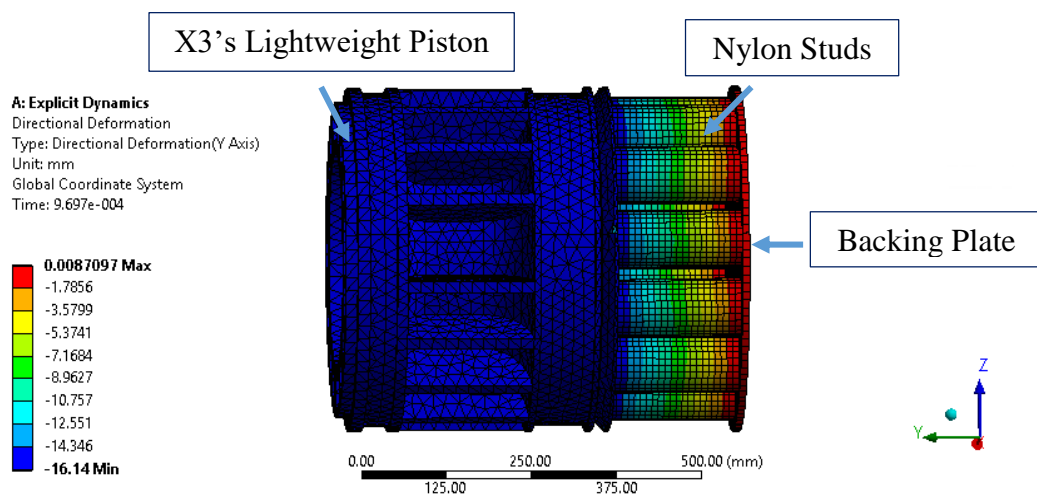 X3's Lightweight Piston
Nylon Studs
A: Explicit Dynamics
Directional Deformation
Type: Directional Deformation(Y Axis)
Unit: mm
Global Coordinate System
Time: 9.697e-004
Backing Plate
0.0087097 Max
-1.7856
-3.5799
-5.3741
-7.1684
-8.9627
-10.757
-12.551
-14.346
-16.14 Min
Z
Y
X
0.00 250.00 500.00 (mm)
125.00 375.00